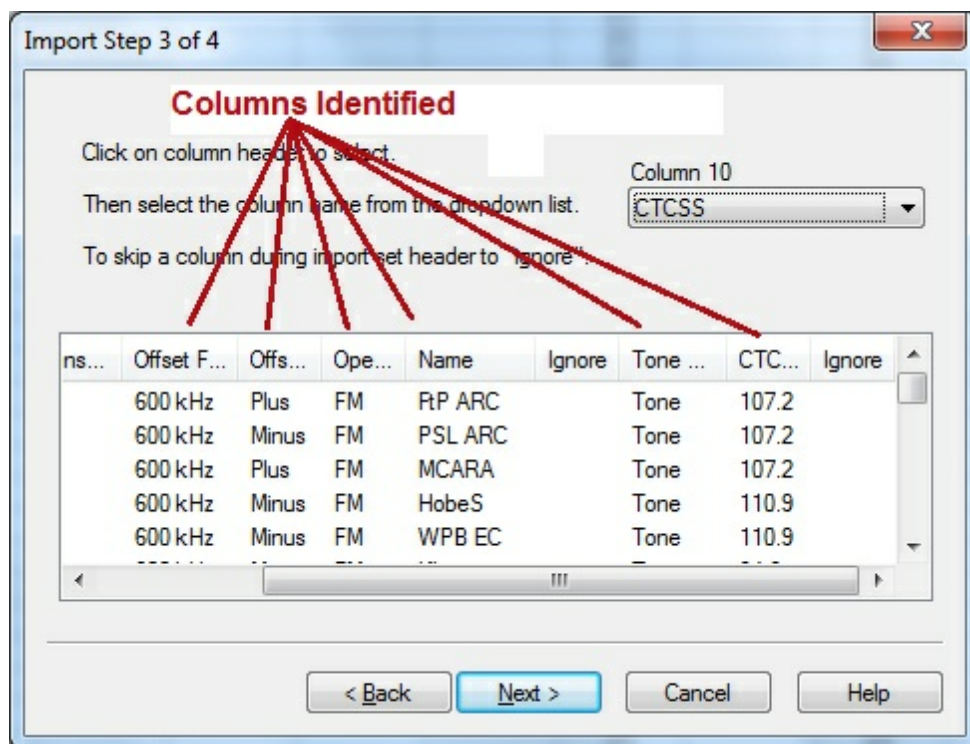 Import Step 3 of 4
Columns Identified
Click on column header to select.
Column 10
Then select the column name from the dropdown list.
CTCSS
To skip a column during import set header to "Ignore".
ns... Offset F... Offs... Ope... Name Ignore Tone ... CTC... Ignore
600 kHz Plus FM FtP ARC Tone 107.2
600 kHz Minus FM PSL ARC Tone 107.2
600 kHz Plus FM MCARA Tone 107.2
600 kHz Minus FM HobeS Tone 110.9
600 kHz Minus FM WPB EC Tone 110.9
< Back Next > Cancel Help